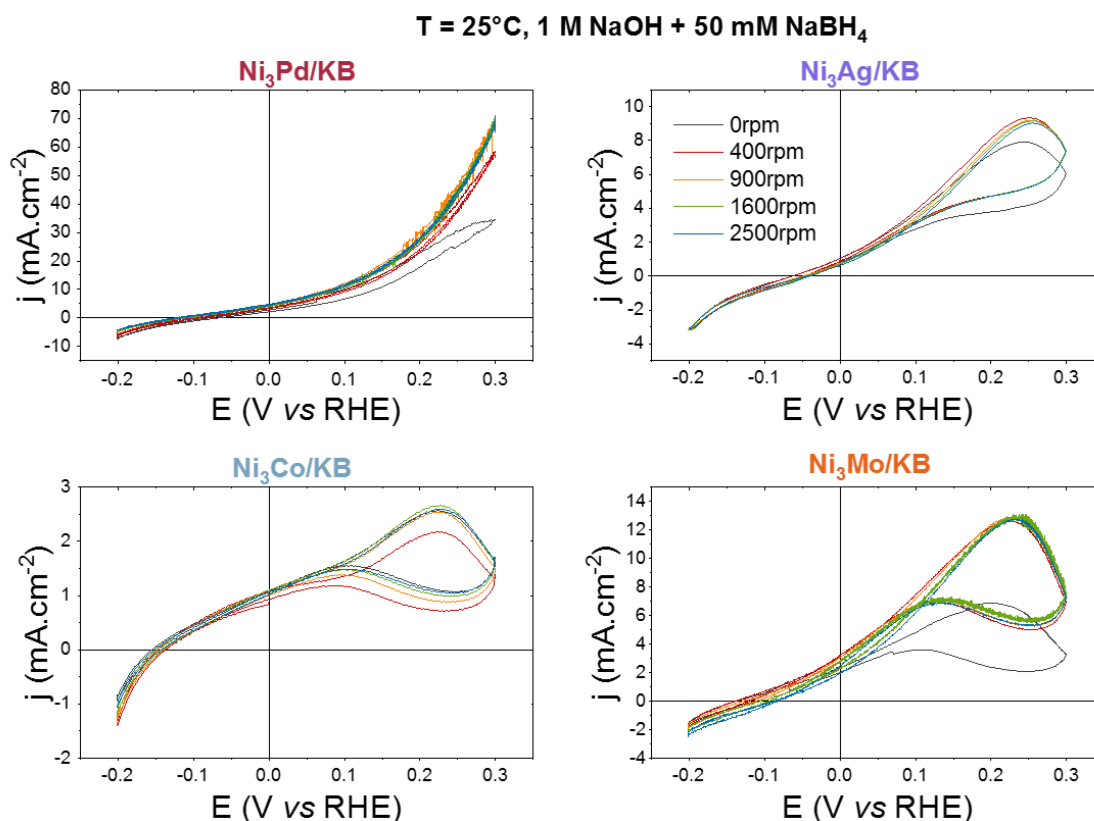 T = 25°C, 1 M NaOH + 50 mM NaBH₄
Ni₃Pd/KB
80
70
60
50
40
30
20
10
0
-10
j (mA.cm⁻²)
-0.2 -0.1 0.0 0.1 0.2 0.3
E (V vs RHE)
Ni₃Ag/KB
10
8
6
4
2
0
-2
-4
j (mA.cm⁻²)
0rpm
400rpm
900rpm
1600rpm
2500rpm
-0.2 -0.1 0.0 0.1 0.2 0.3
E (V vs RHE)
Ni₃Co/KB
3
2
1
0
-1
-2
j (mA.cm⁻²)
-0.2 -0.1 0.0 0.1 0.2 0.3
E (V vs RHE)
Ni₃Mo/KB
14
12
10
8
6
4
2
0
-2
-4
j (mA.cm⁻²)
-0.2 -0.1 0.0 0.1 0.2 0.3
E (V vs RHE)